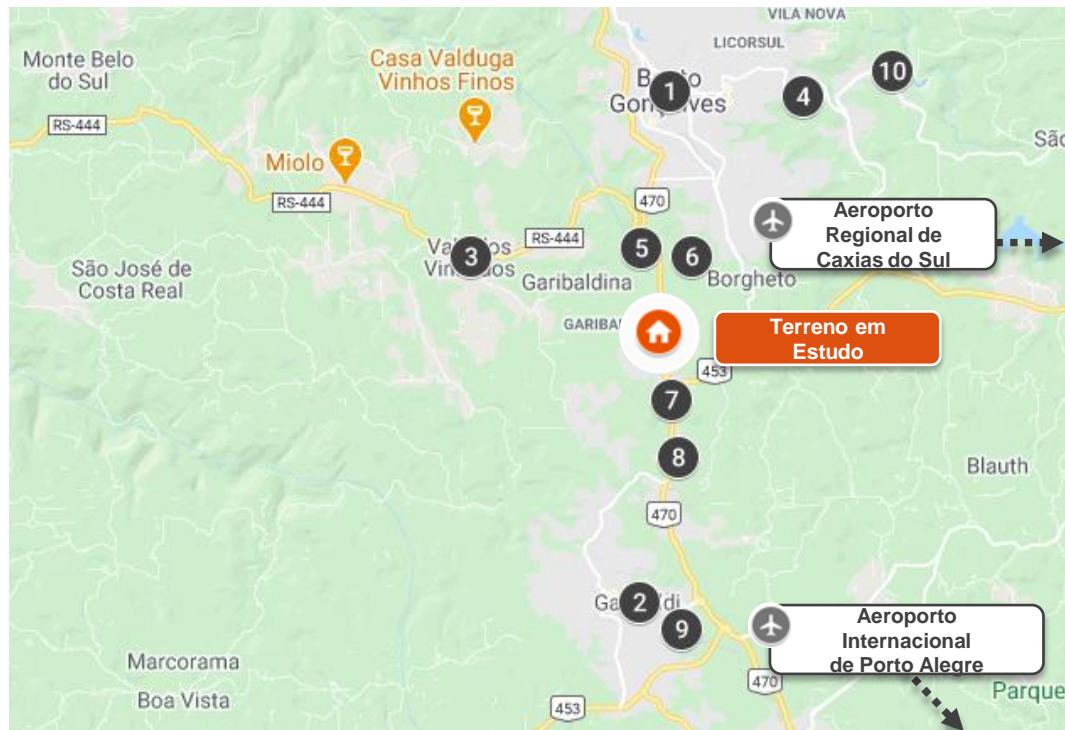 VILA NOVA
LICORSUL
Monte Belo
do Sul
Casa Valduga
Vinhos Finos
10
1
4
Gonçalves
RS-444
São
Miolo
RS-444
470
Aeroporto
Regional de
Caxias do Sul
RS-444
5
6
3
São José de
Costa Real
Garibaldina
Borgheto
GARIBA
Terreno em
Estudo
453
7
8
Blauth
470
2
9
Aeroporto
Internacional
de Porto Alegre
Marcorama
Boa Vista
470
Parque
453